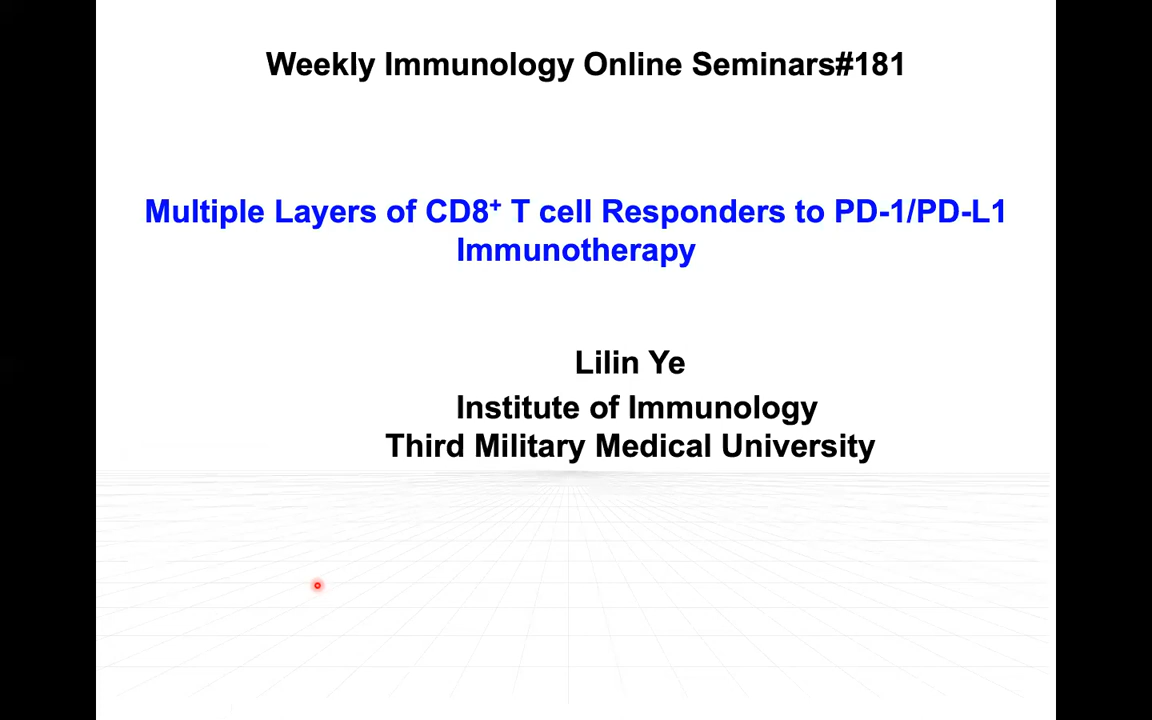 Weekly Immunology Online Seminars#181
Multiple Layers of CD8⁺ T cell Responders to PD-1/PD-L1
Immunotherapy
Lilin Ye
Institute of Immunology
Third Military Medical University